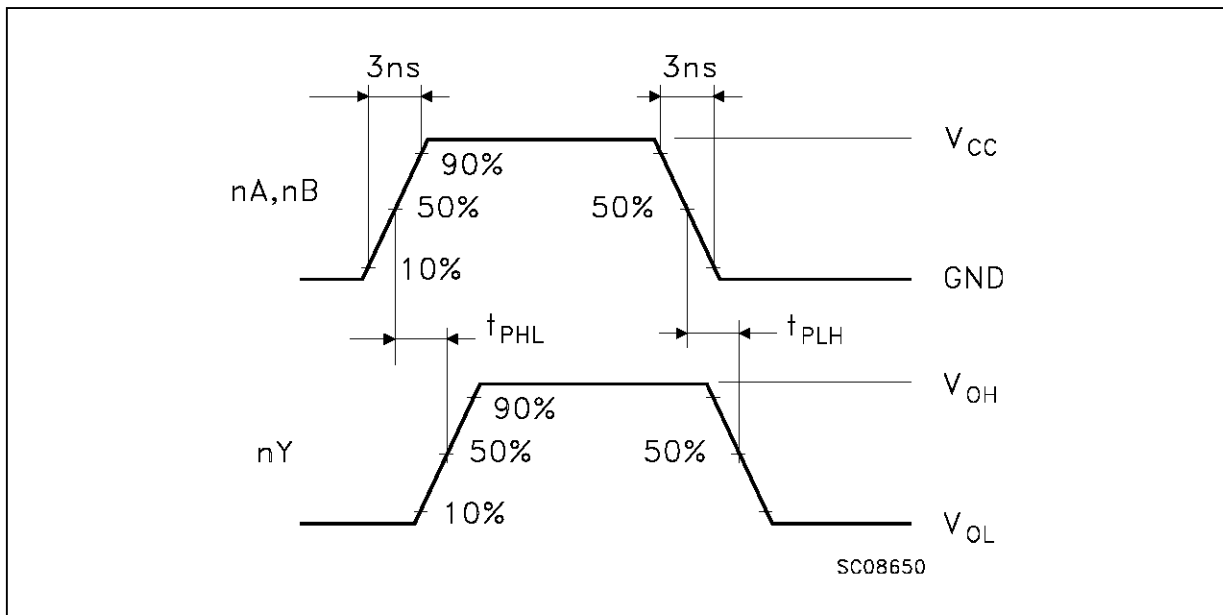 3ns 3ns
V_CC
90%
nA,nB
50% 50%
10%
GND
t_PHL t_PLH
V_OH
90%
nY
50% 50%
10%
V_OL
SC08650